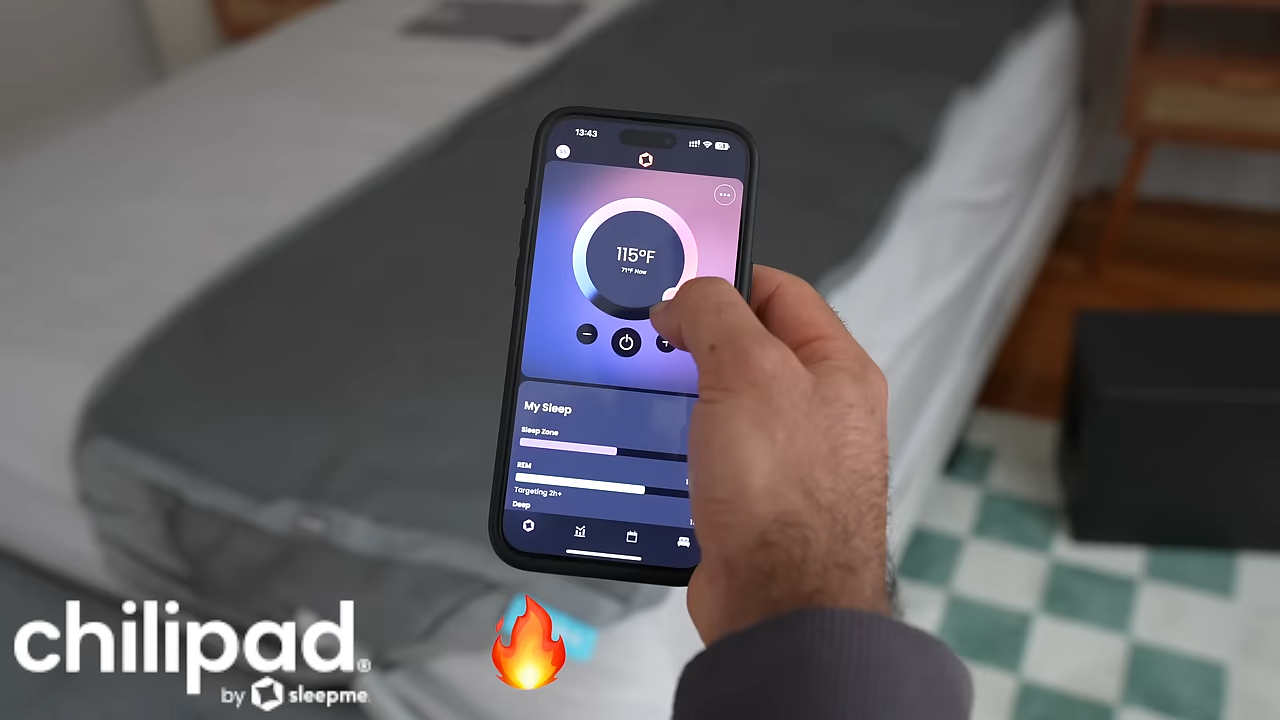 13:43
115°F
71°F Now
My Sleep
Sleep Zone
REM
Targeting 2h+
Deep
chilipad®
by sleepme